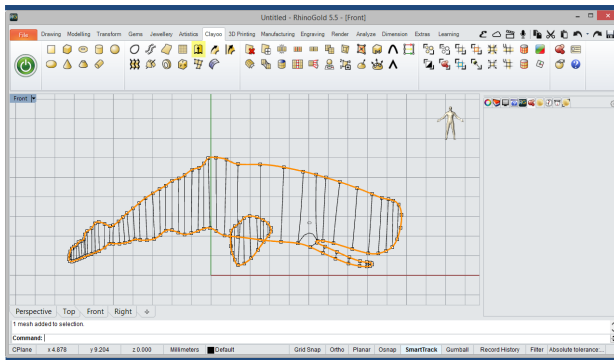 Untitled - RhinoGold 5.5 - [Front]
File Drawing Modelling Transform Gems Jewellery Artistics Clayoo 3D Printing Manufacturing Engraving Render Analyze Dimension Extras Learning
Front
Perspective Top Front Right
1 mesh added to selection.
Command:
CPlane x 4.878 y 9.204 z 0.000 Millimeters Default Grid Snap Ortho Planar Osnap SmartTrack Gumball Record History Filter Absolute tolerance:...